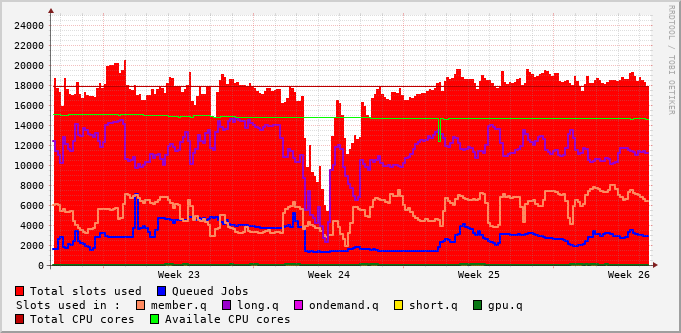 24000
22000
20000
18000
16000
14000
12000
10000
8000
6000
4000
2000
0
Week 23 Week 24 Week 25 Week 26
Total slots used Queued Jobs
Slots used in : member.q long.q ondemand.q short.q gpu.q
Total CPU cores Availale CPU cores
RRDTOOL / TOBI OETIKER